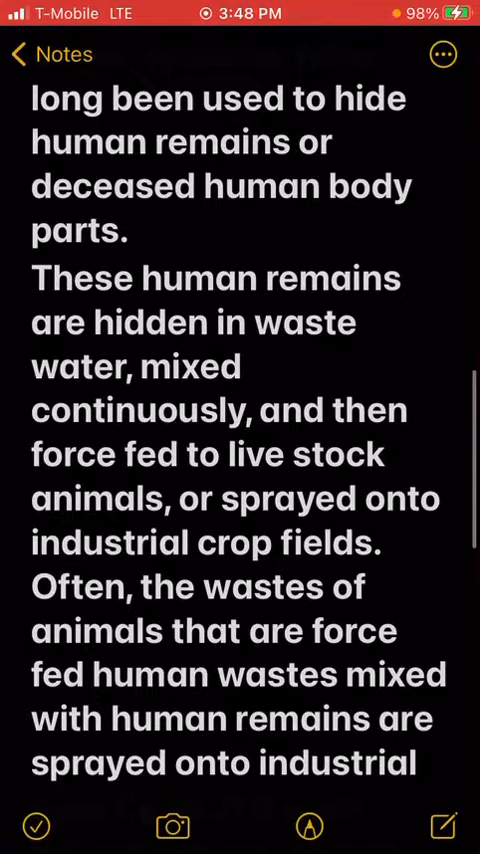 T-Mobile LTE 3:48 PM 98%
Notes
long been used to hide
human remains or
deceased human body
parts.
These human remains
are hidden in waste
water, mixed
continuously, and then
force fed to live stock
animals, or sprayed onto
industrial crop fields.
Often, the wastes of
animals that are force
fed human wastes mixed
with human remains are
sprayed onto industrial